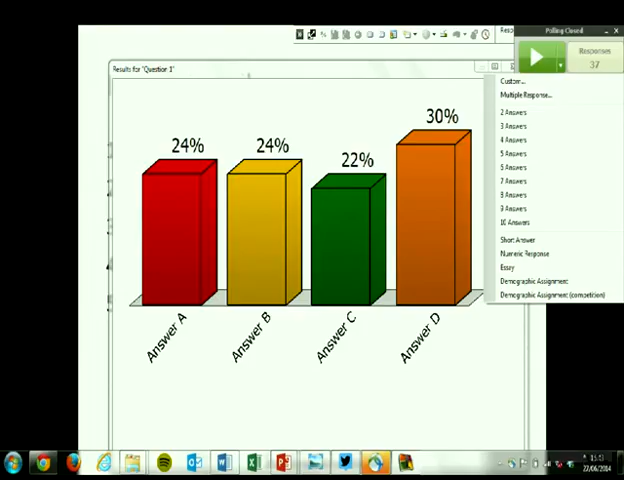 Polling Closed
Responses
37
Results for "Question 1"
Custom...
Multiple Response...
2 Answers
3 Answers
4 Answers
5 Answers
6 Answers
7 Answers
8 Answers
9 Answers
10 Answers
Short Answer
Numeric Response
Essay
Demographic Assignment
Demographic Assignment (competition)
24%
24%
22%
30%
Answer A
Answer B
Answer C
Answer D
22/06/2014